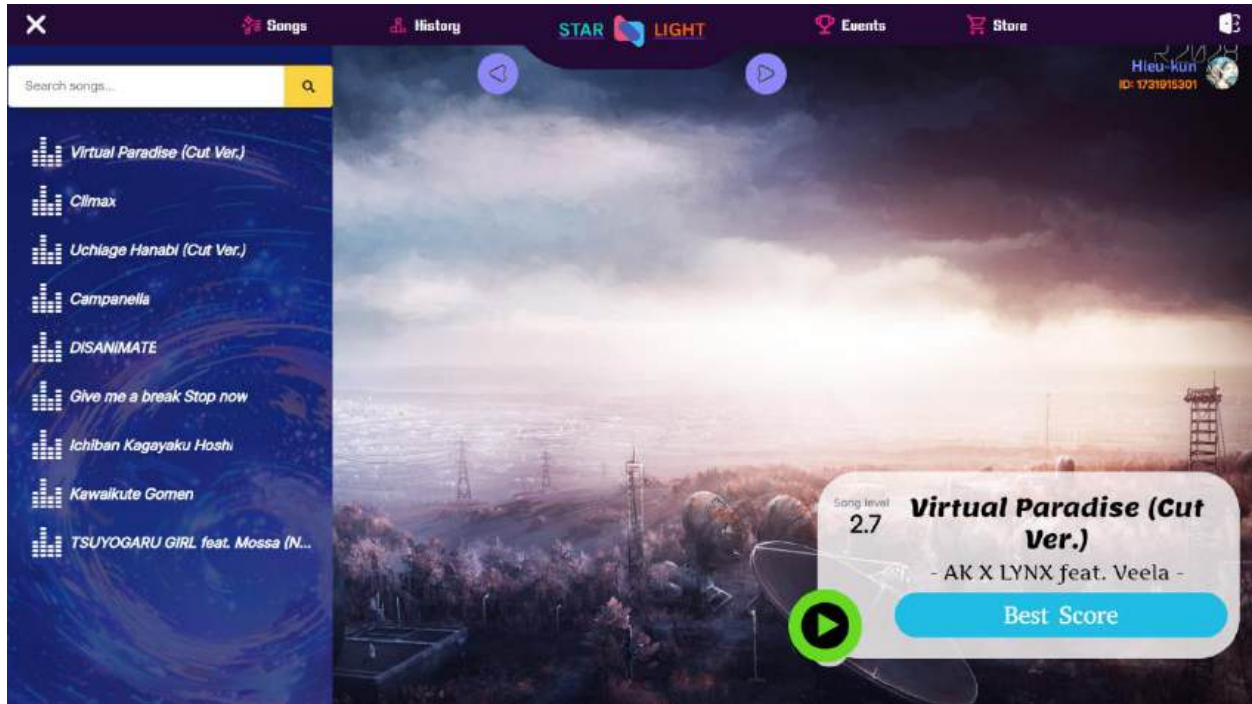 Songs
History
STAR LIGHT
Events
Store
Hieu-kun
ID: 1731915301
Search songs...
Virtual Paradise (Cut Ver.)
Climax
Uchiage Hanabi (Cut Ver.)
Campanella
DISANIMATE
Give me a break Stop now
Ichiban Kagayaku Hoshi
Kawaikute Gomen
TSUYOGARU GIRL feat. Mossa (N...
Song level
2.7
Virtual Paradise (Cut
Ver.)
- AK X LYNX feat. Veela -
Best Score